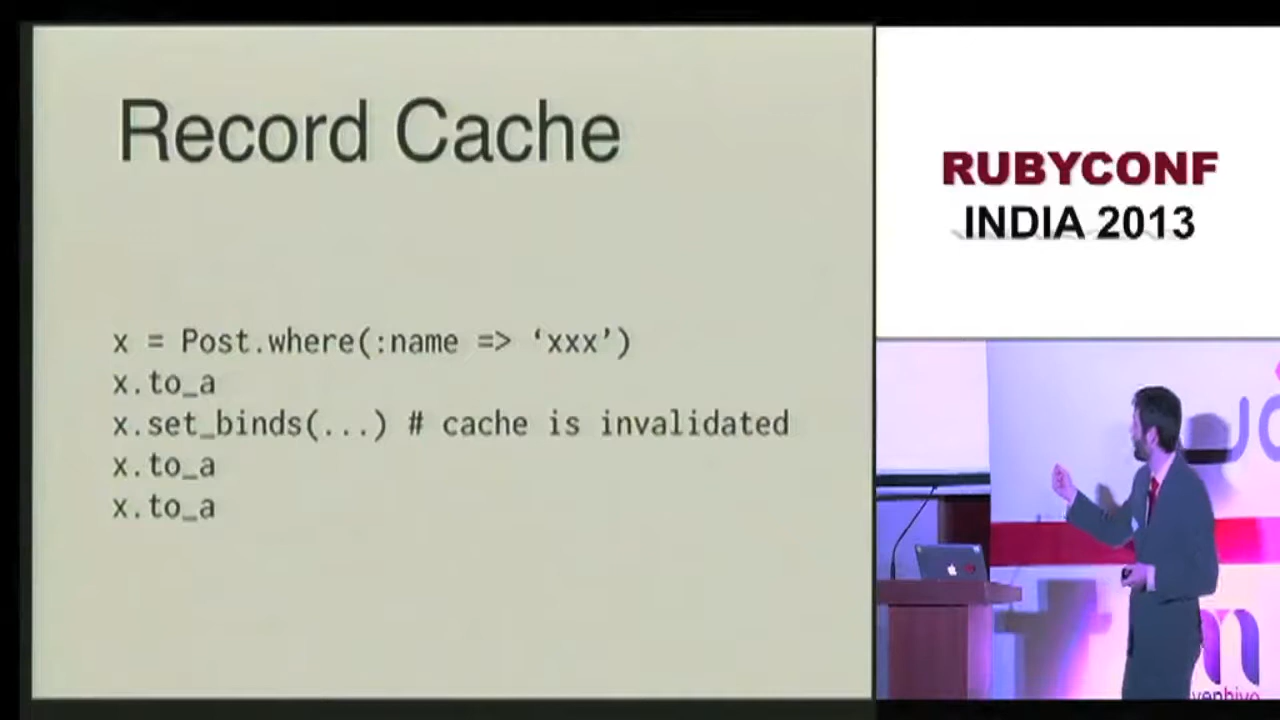 Record Cache
x = Post.where(:name => ‘xxx’)
x.to_a
x.set_binds(...) # cache is invalidated
x.to_a
x.to_a
RUBYCONF
INDIA 2013